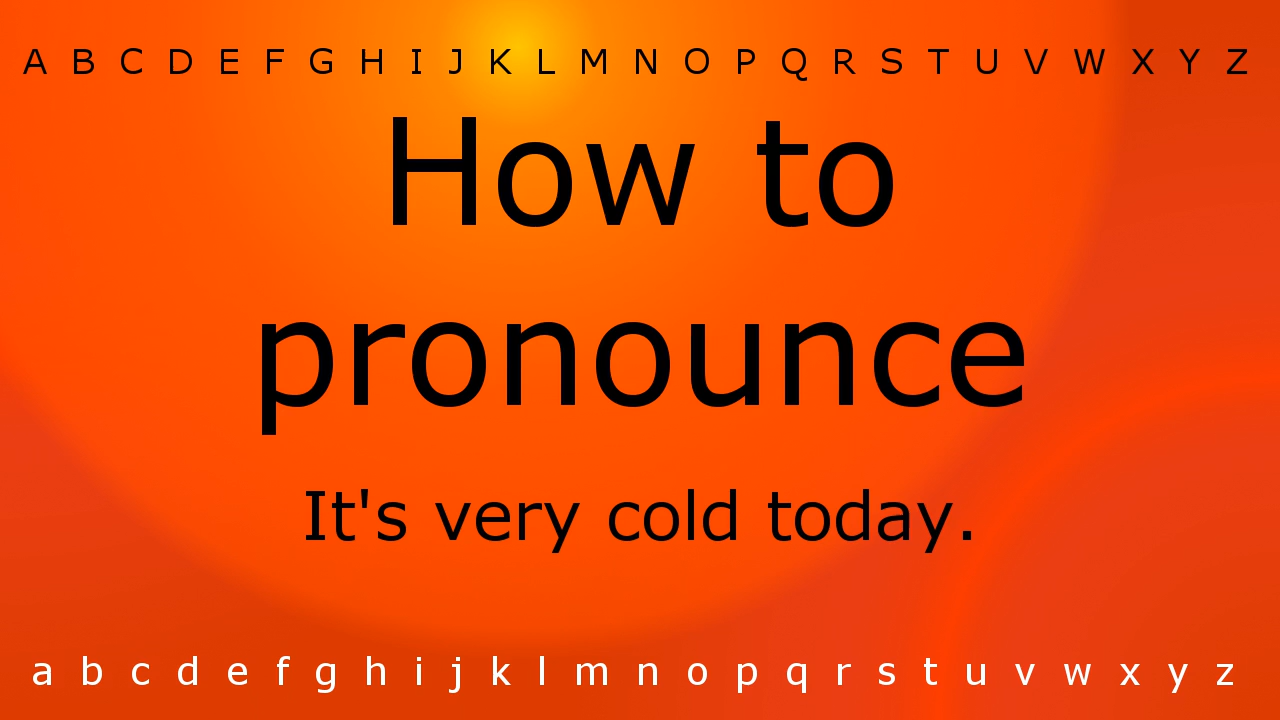 A B C D E F G H I J K L M N O P Q R S T U V W X Y Z
How to
pronounce
It's very cold today.
a b c d e f g h i j k l m n o p q r s t u v w x y z